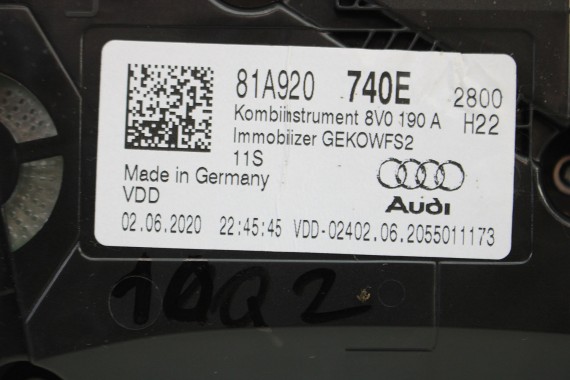 81A920 740E 2800
Kombiinstrument 8V0 190 A H22
Immobilizer GEKOWFS2
11S
Made in Germany
VDD
Audi
02.06.2020 22:45:45 VDD-02402.06.2055011173